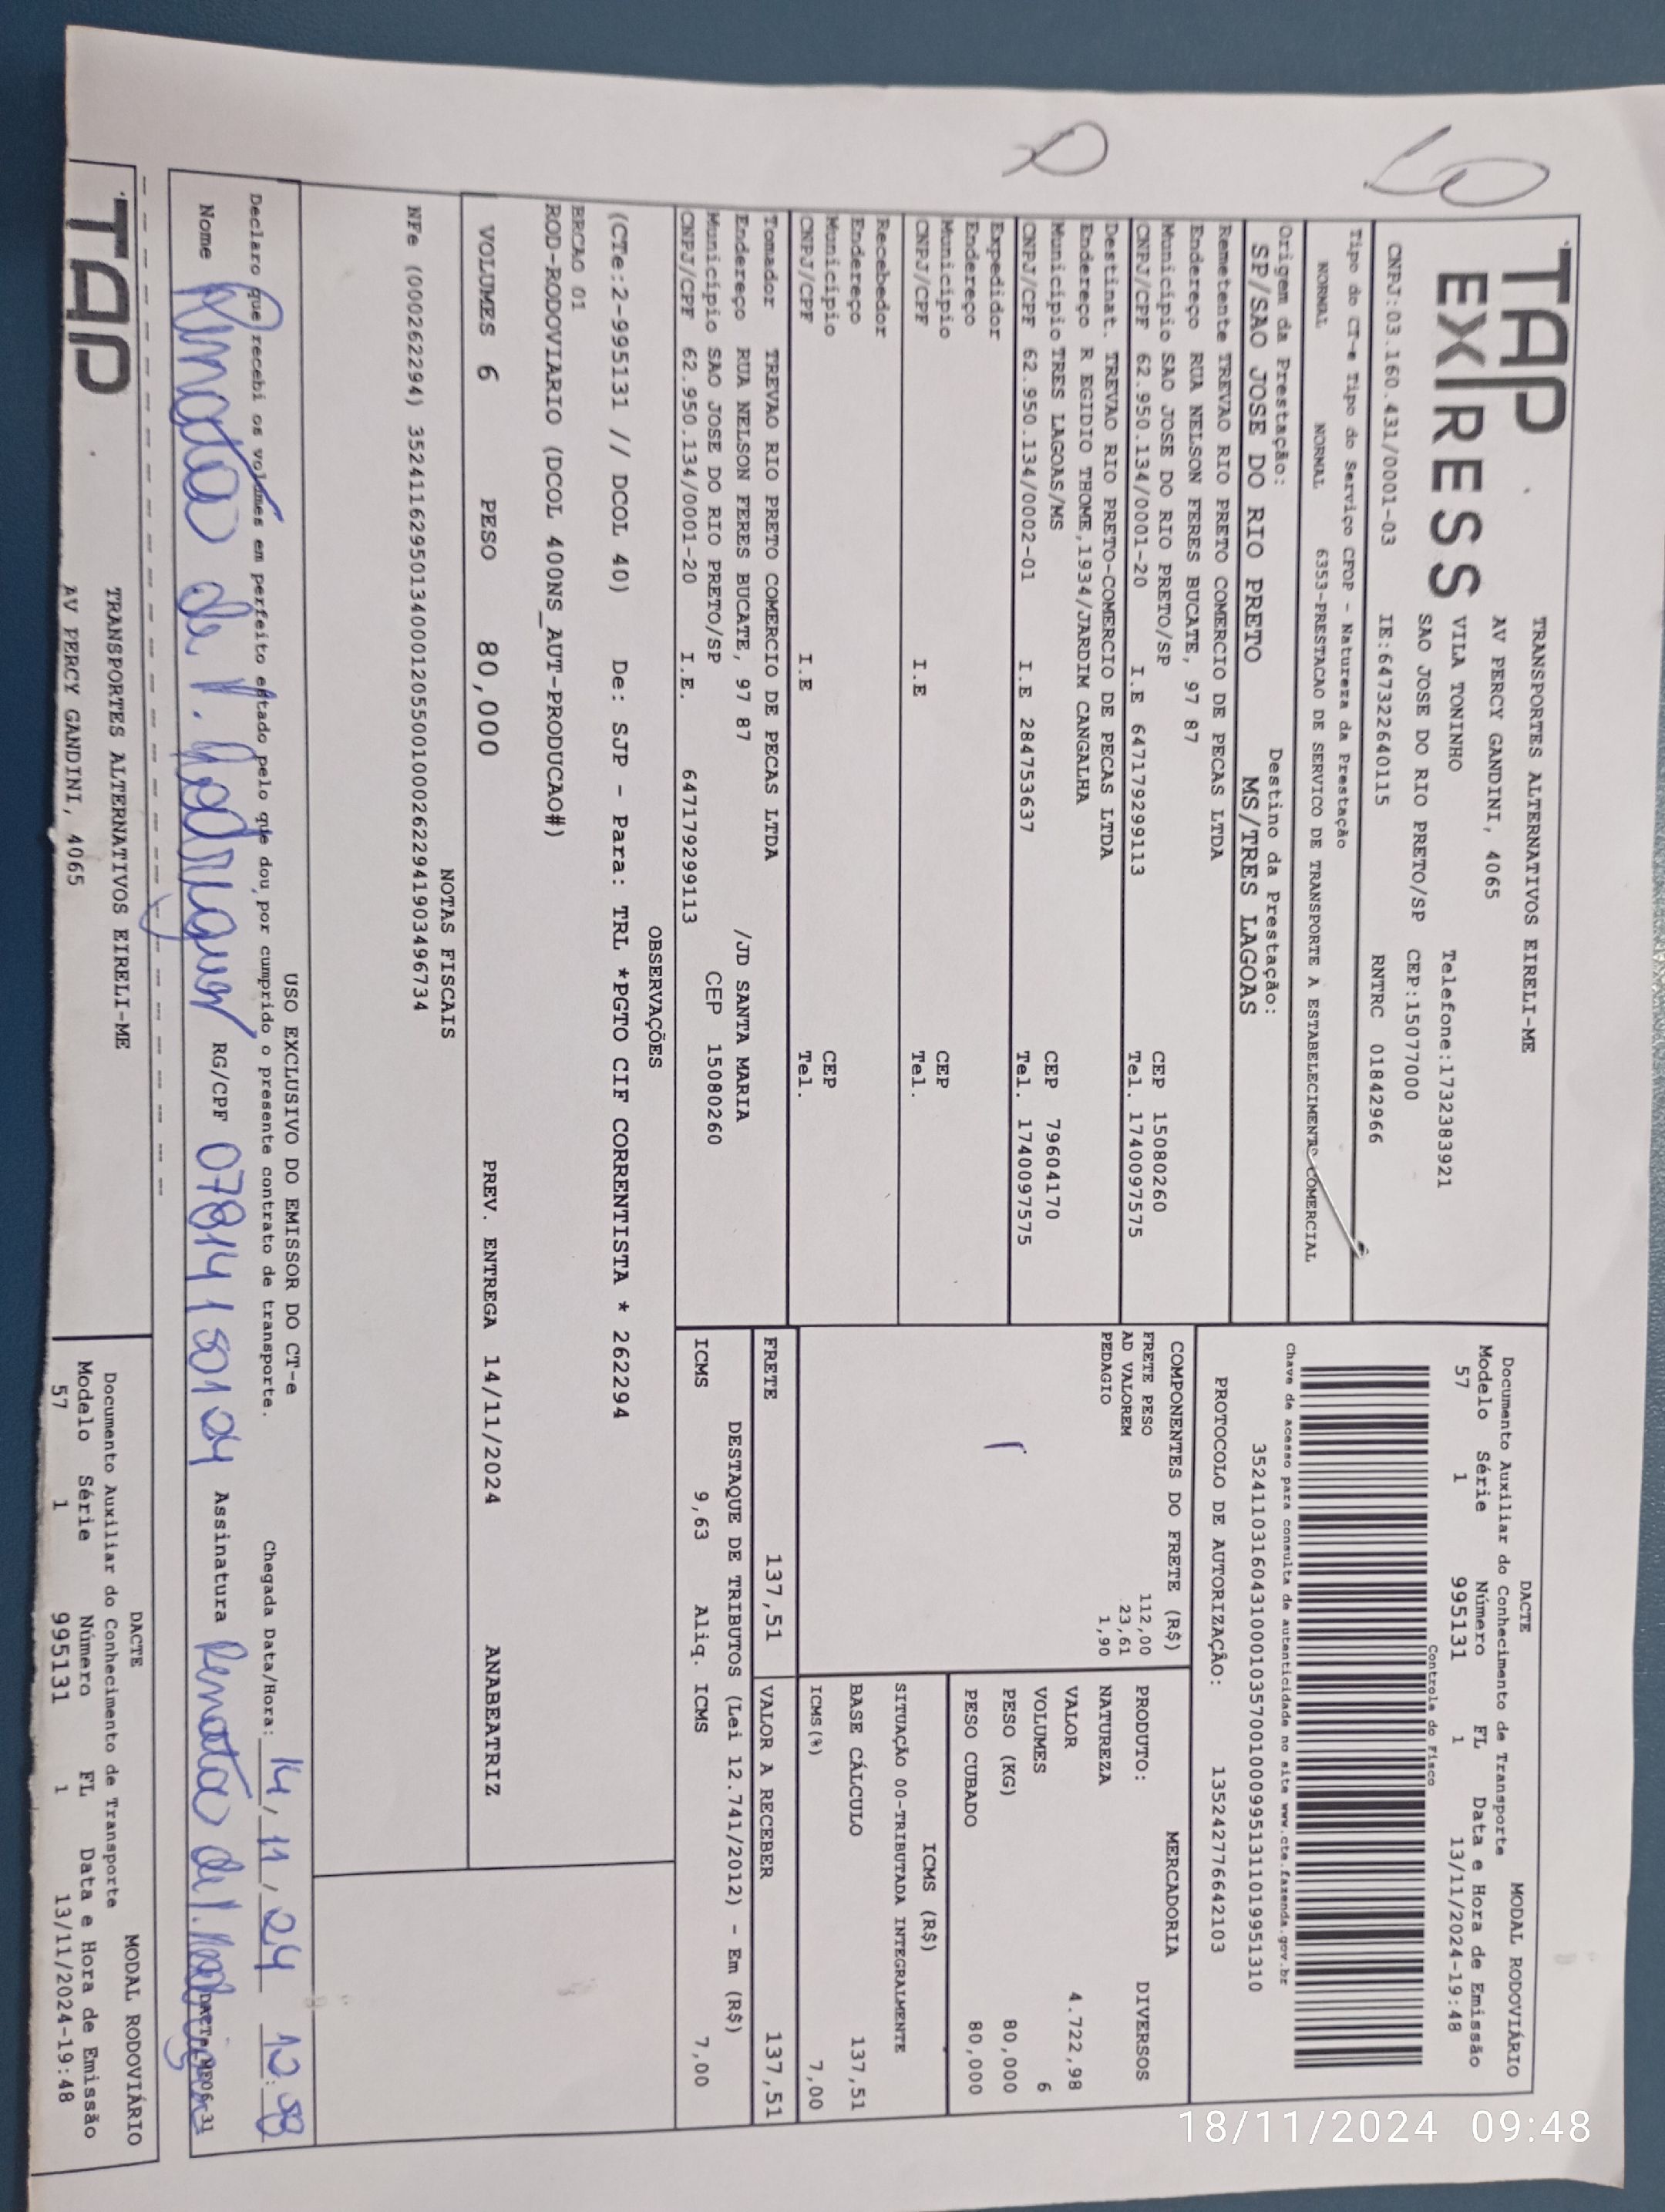 TAP
EXPRESS
TRANSPORTES ALTERNATIVOS EIRELI-ME
AV PERCY GANDINI, 4065
VILA TONINHO
Telefone:1732383921
SAO JOSE DO RIO PRETO/SP CEP:15077000
CNPJ:03.160.431/0001-03 IE:647322640115 RNTRC 01842966
DACTE MODAL RODOVIÁRIO
Documento Auxiliar do Conhecimento de Transporte
Modelo Série Número FL Data e Hora de Emissão
57 1 995131 1 13/11/2024-19:48
Controle do Fisco
Tipo do CT-e Tipo do Serviço CFOP - Natureza da Prestação
NORMAL NORMAL 6353-PRESTACAO DE SERVICO DE TRANSPORTE A ESTABELECIMENTO COMERCIAL
Chave de acesso para consulta de autenticidade no site www.cte.fazenda.gov.br
35241103160431000103570010009951311019951310
PROTOCOLO DE AUTORIZAÇÃO: 135242776642103
Origem da Prestação: Destino da Prestação:
SP/SAO JOSE DO RIO PRETO MS/TRES LAGOAS
Remetente TREVAO RIO PRETO COMERCIO DE PECAS LTDA
Endereço RUA NELSON FERES BUCATE, 97 87
Município SAO JOSE DO RIO PRETO/SP CEP 15080260
CNPJ/CPF 62.950.134/0001-20 I.E 647179299113 Tel. 1740097575
Destinat. TREVAO RIO PRETO-COMERCIO DE PECAS LTDA
Endereço R EGIDIO THOME,1934/JARDIM CANGALHA
Município TRES LAGOAS/MS CEP 79604170
CNPJ/CPF 62.950.134/0002-01 I.E 284753637 Tel. 1740097575
Expedidor
Endereço
Município CEP
CNPJ/CPF I.E Tel.
Recebedor
Endereço
Município CEP
CNPJ/CPF I.E Tel.
Tomador TREVAO RIO PRETO COMERCIO DE PECAS LTDA
Endereço RUA NELSON FERES BUCATE, 97 87 /JD SANTA MARIA
Município SAO JOSE DO RIO PRETO/SP CEP 15080260
CNPJ/CPF 62.950.134/0001-20 I.E. 647179299113
COMPONENTES DO FRETE (R$)
FRETE PESO 112,00
AD VALOREM 23,61
PEDAGIO 1,90
MERCADORIA
PRODUTO: DIVERSOS
NATUREZA
VALOR 4.722,98
VOLUMES 6
PESO (KG) 80,000
PESO CUBADO 80,000
ICMS (R$)
SITUAÇÃO 00-TRIBUTADA INTEGRALMENTE
BASE CÁLCULO 137,51
ICMS(%) 7,00
FRETE 137,51 VALOR A RECEBER 137,51
DESTAQUE DE TRIBUTOS (Lei 12.741/2012) - Em (R$)
ICMS 9,63 Aliq. ICMS 7,00
OBSERVAÇÕES
(CTe:2-995131 // DCOL 40) De: SJP - Para: TRL *PGTO CIF CORRENTISTA * 262294
BRCAO 01
ROD-RODOVIARIO (DCOL 400NS_AUT-PRODUCAO#)
VOLUMES 6 PESO 80,000 PREV. ENTREGA 14/11/2024 ANABEATRIZ
NOTAS FISCAIS
NFe (000262294) 35241162950134000120550010002622941903496734
USO EXCLUSIVO DO EMISSOR DO CT-e
Declaro que recebi os volumes em perfeito estado pelo que dou por cumprido o presente contrato de transporte. Chegada Data/Hora: 14/11/24
Nome Renata de RG/CPF Assinatura Renata de
TAP
TRANSPORTES ALTERNATIVOS EIRELI-ME
AV PERCY GANDINI, 4065
DACTE MODAL RODOVIÁRIO
Documento Auxiliar do Conhecimento de Transporte
Modelo Série Número FL Data e Hora de Emissão
57 1 995131 1 13/11/2024-19:48
18/11/2024 09:48